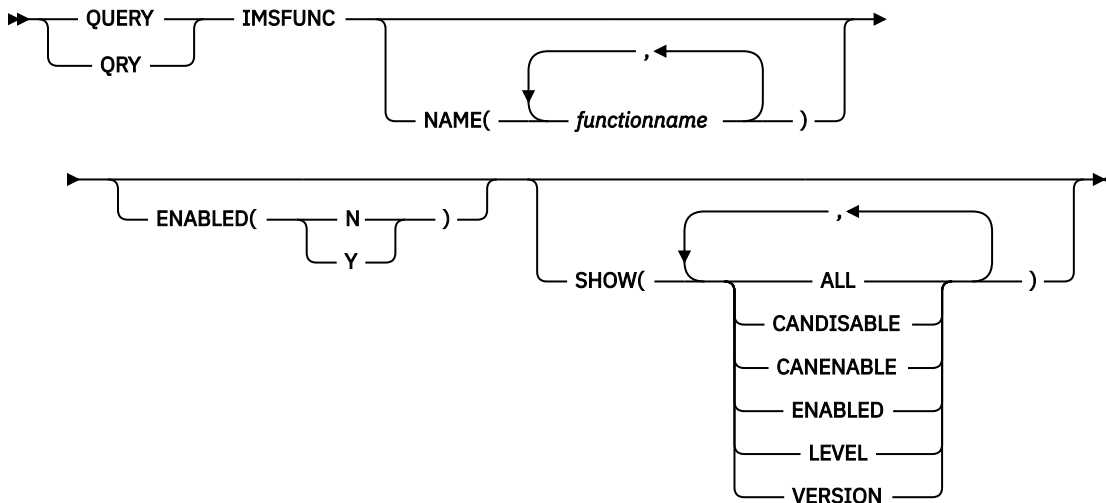 QUERY IMSFUNC
QRY
,
NAME( functionname )
ENABLED( N )
Y
,
SHOW( ALL )
CANDISABLE
CANENABLE
ENABLED
LEVEL
VERSION